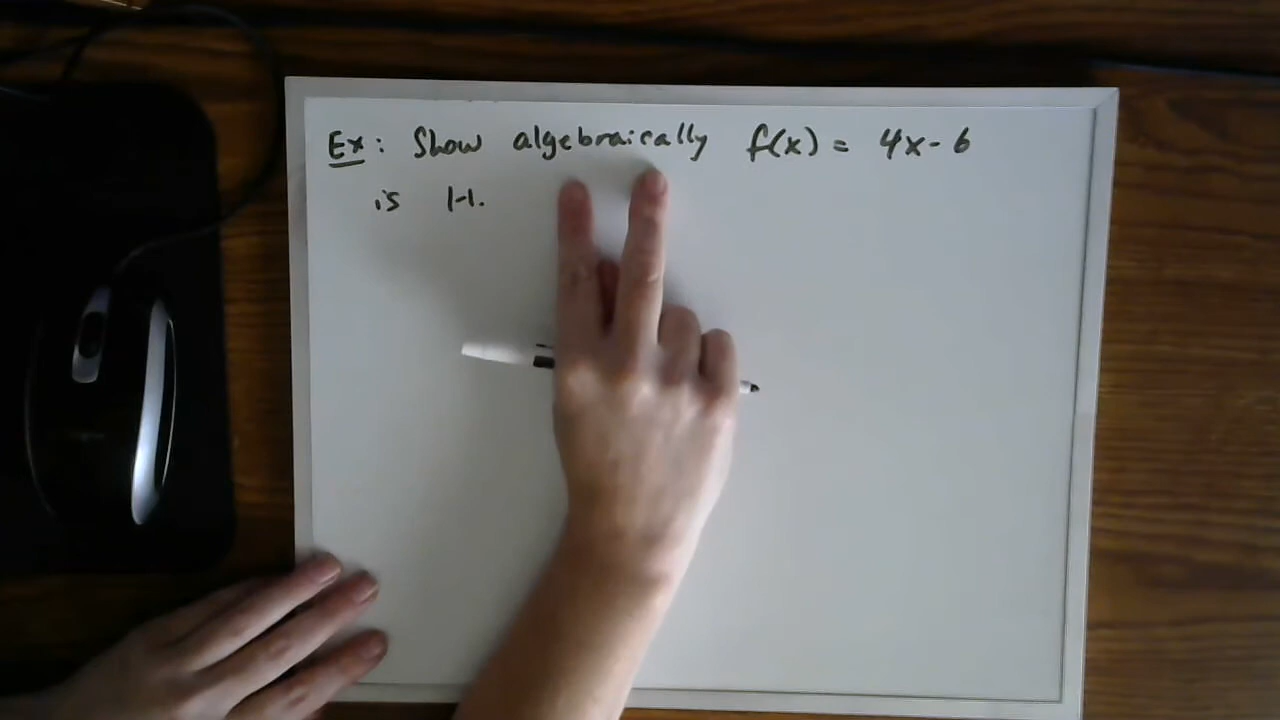 Ex: Show algebraically f(x) = 4x - 6
is 1-1.